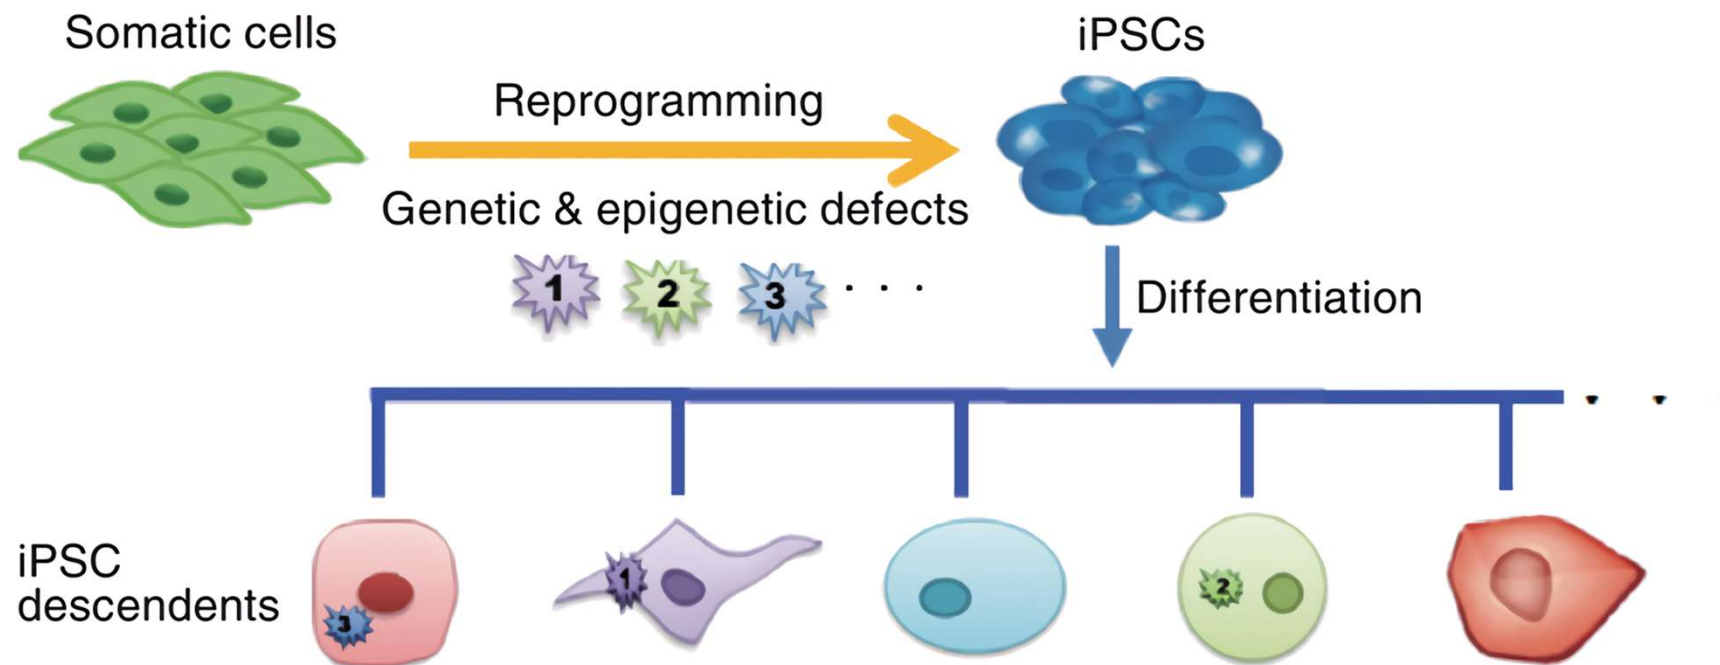 Somatic cells
iPSCs
Reprogramming
Genetic & epigenetic defects
1 2 3 . . .
Differentiation
iPSC
descendents
3
1
2